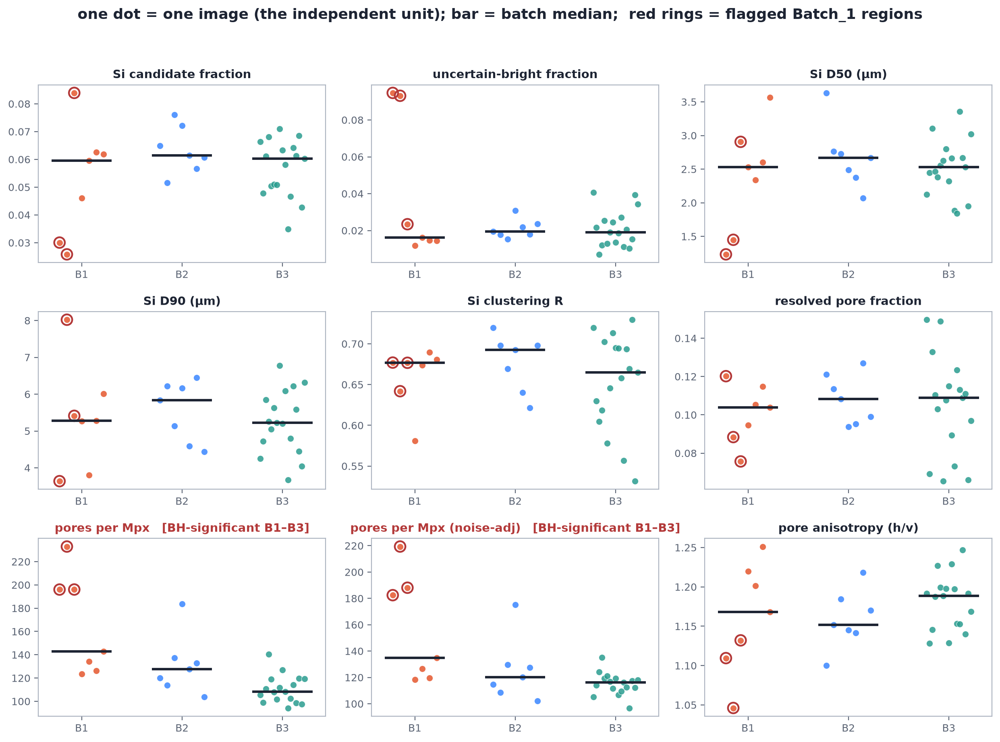 one dot = one image (the independent unit); bar = batch median;  red rings = flagged Batch_1 regions
Si candidate fraction
0.08
0.07
0.06
0.05
0.04
0.03
B1 B2 B3
uncertain-bright fraction
0.08
0.06
0.04
0.02
B1 B2 B3
Si D50 (μm)
3.5
3.0
2.5
2.0
1.5
B1 B2 B3
Si D90 (μm)
8
7
6
5
4
B1 B2 B3
Si clustering R
0.70
0.65
0.60
0.55
B1 B2 B3
resolved pore fraction
0.14
0.12
0.10
0.08
B1 B2 B3
pores per Mpx   [BH-significant B1–B3]
220
200
180
160
140
120
100
B1 B2 B3
pores per Mpx (noise-adj)   [BH-significant B1–B3]
220
200
180
160
140
120
100
B1 B2 B3
pore anisotropy (h/v)
1.25
1.20
1.15
1.10
1.05
B1 B2 B3